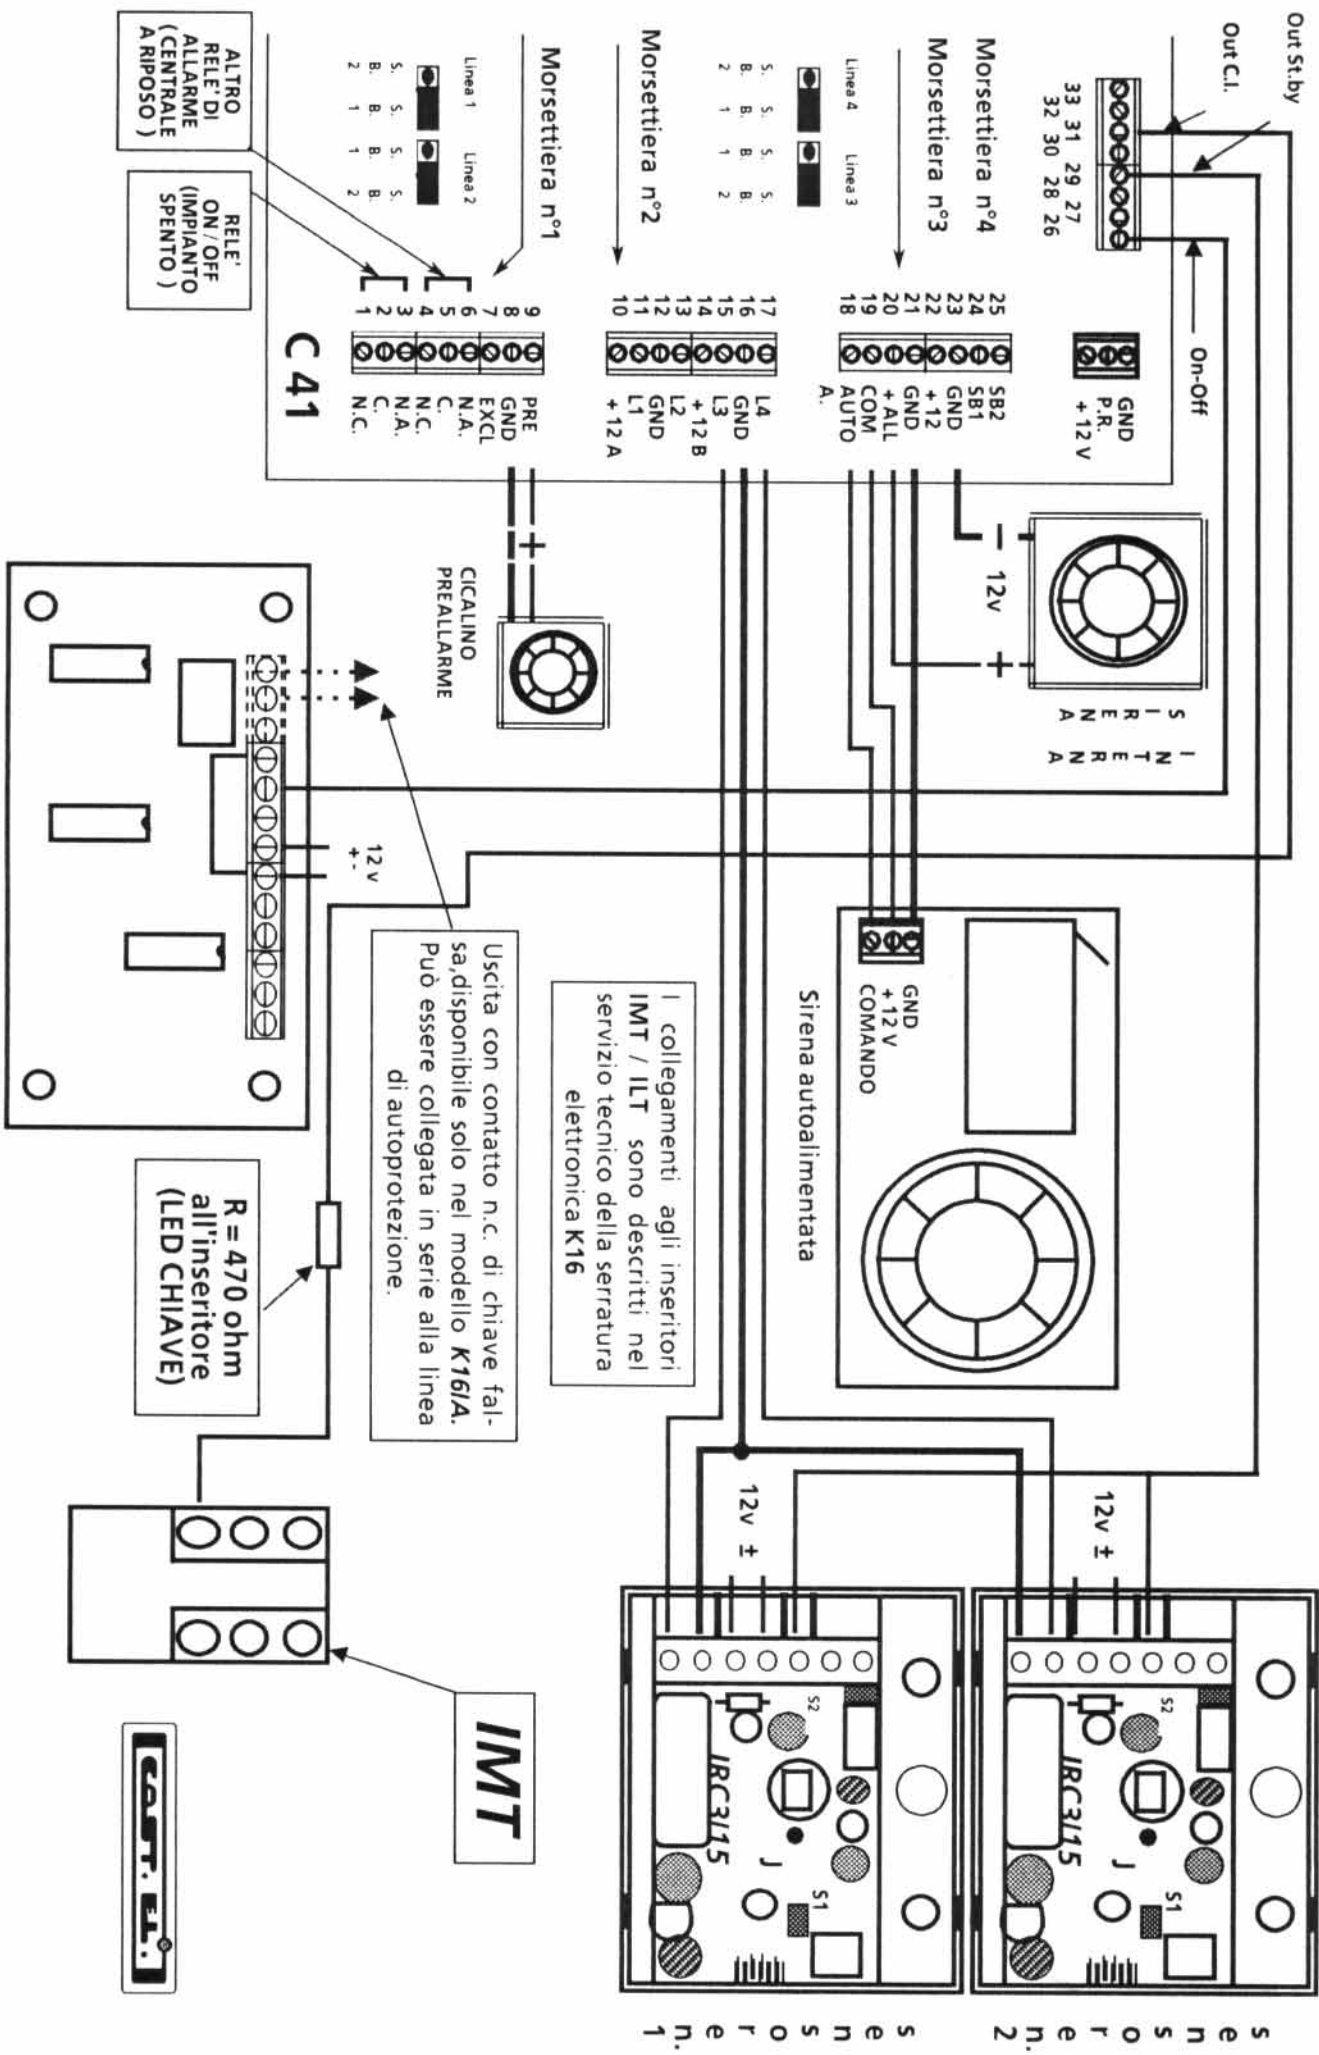 Out St.by
Out C.I.
On-Off
33 31 29 27
32 30 28 26
GND
P.R.
+ 12 V
Morsettiera n°4
Morsettiera n°3
Linea 4
Linea 3
S. S. S. S.
B. B. B. B.
2 1 1 2
25 SB2
24 SB1
23 GND
22 + 12
21 GND
20 + ALL
19 COM
18 AUTO
A.
Morsettiera n°2
17 L4
16 GND
15 L3
14 + 12 B
13 L2
12 GND
11 L1
10 + 12 A
Morsettiera n°1
Linea 1
Linea 2
S. S. S. S.
B. B. B. B.
2 1 1 2
9 PRE
8 GND
7 EXCL
6 N.A.
5 C.
4 N.C.
3 N.A.
2 C.
1 N.C.
C 41
ALTRO
RELE' DI
ALLARME
(CENTRALE
A RIPOSO )
RELE'
ON / OFF
(IMPIANTO
SPENTO )
- 12v +
SIRENA
INTERNA
+
CICALINO
PREALLARME
GND
+ 12 V
COMANDO
Sirena autoalimentata
I collegamenti agli inseritori
IMT / ILT sono descritti nel
servizio tecnico della serratura
elettronica K16
Uscita con contatto n.c. di chiave fal-
sa,disponibile solo nel modello K16/A.
Può essere collegata in serie alla linea
di autoprotezione.
12 v
+ -
R = 470 ohm
all'inseritore
(LED CHIAVE)
IMT
12v ±
S2
IRC3/15
J
S1
sensore n. 2
12v ±
S2
IRC3/15
J
S1
sensore n. 1
COST. EL.